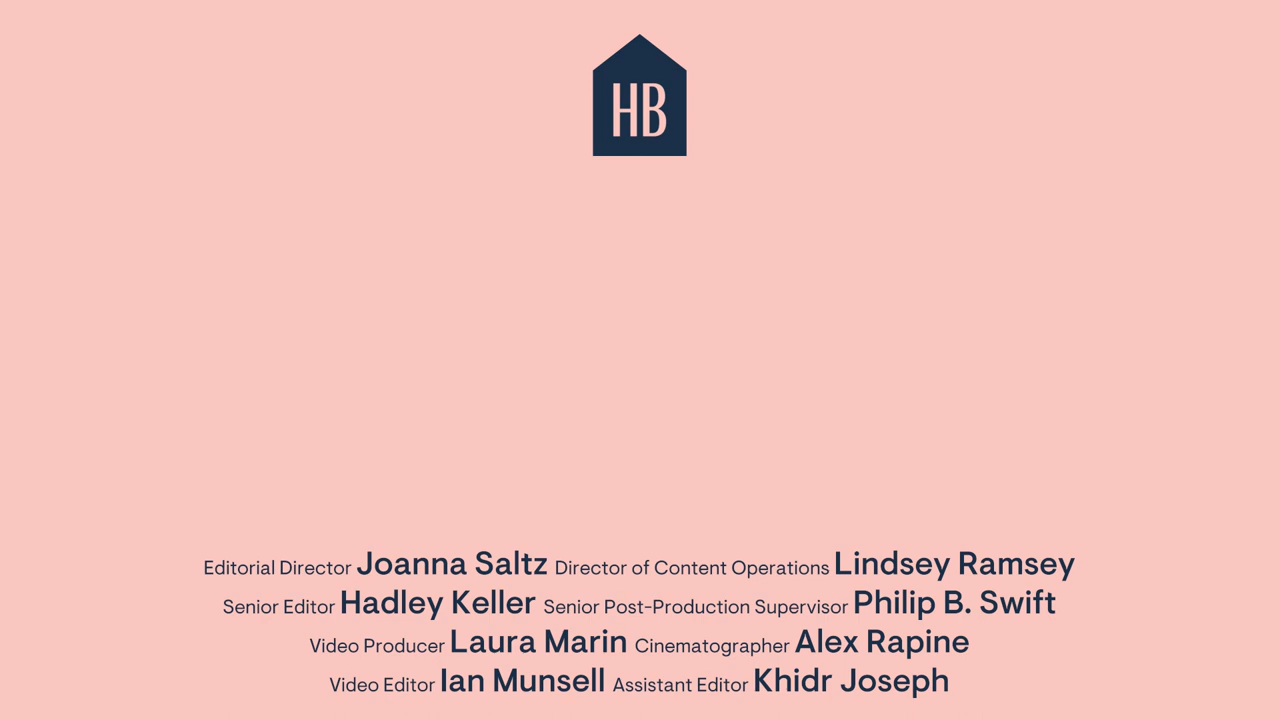 HB
Editorial Director Joanna Saltz Director of Content Operations Lindsey Ramsey
Senior Editor Hadley Keller Senior Post-Production Supervisor Philip B. Swift
Video Producer Laura Marin Cinematographer Alex Rapine
Video Editor Ian Munsell Assistant Editor Khidr Joseph